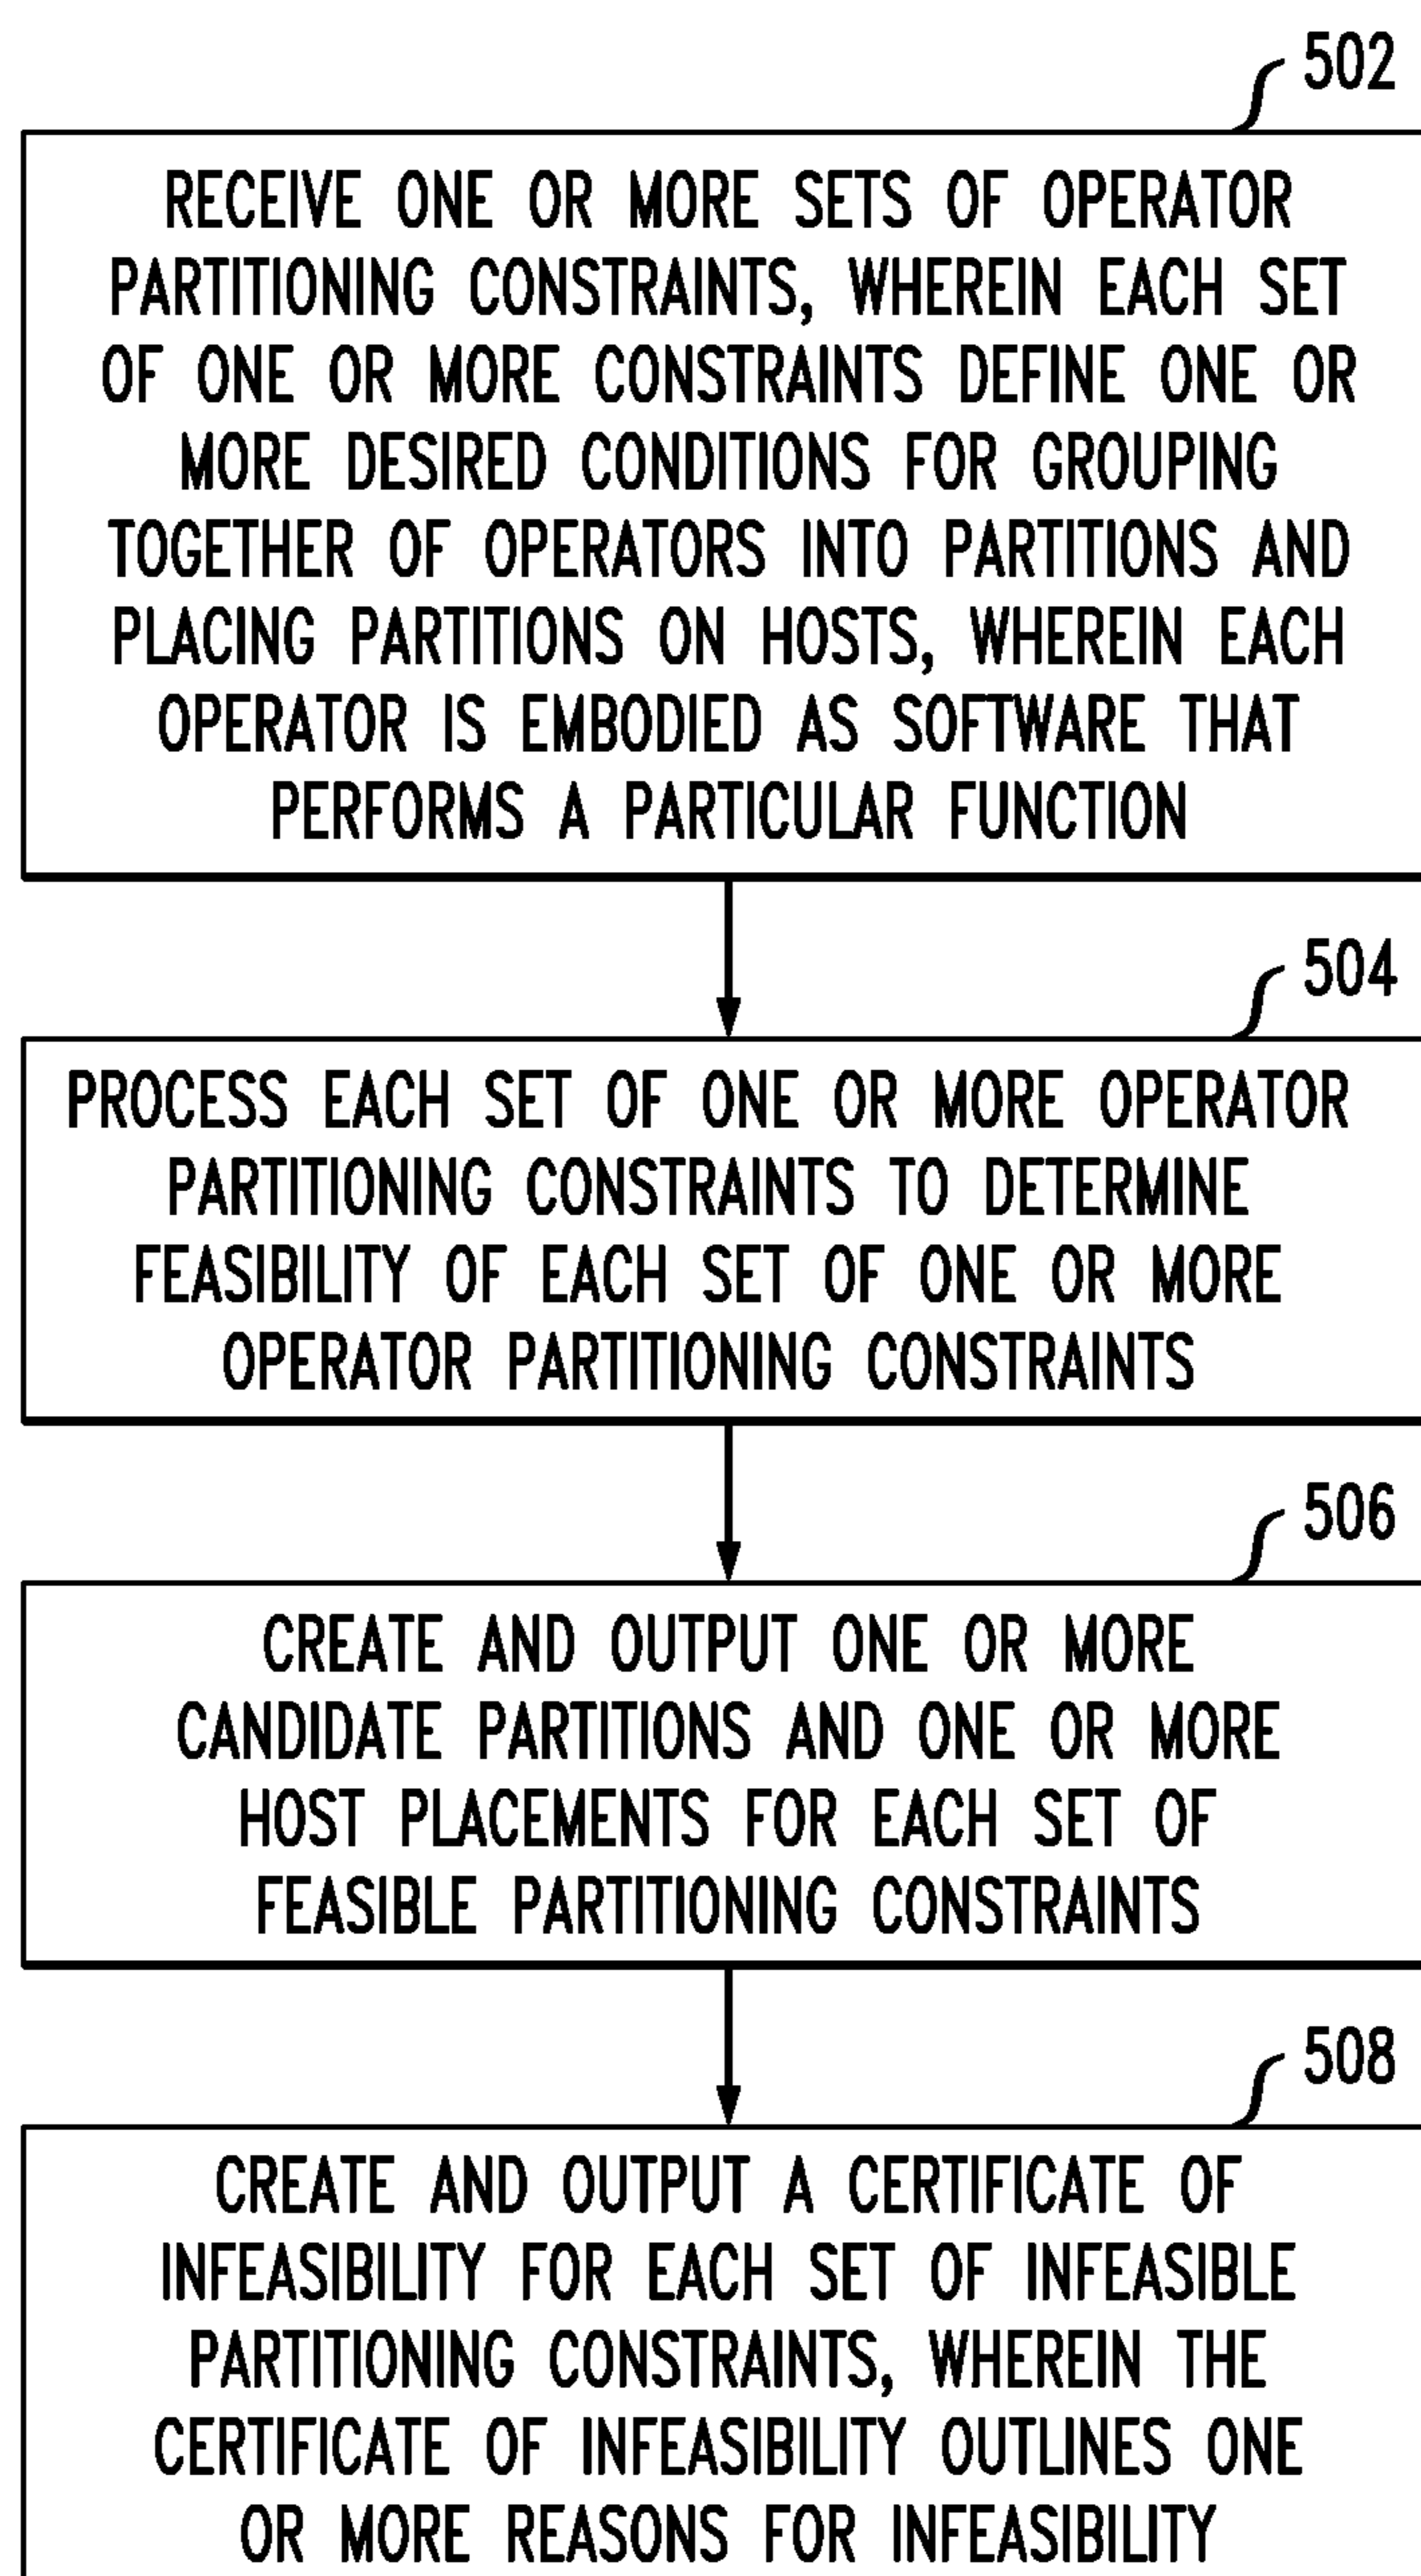 502
RECEIVE ONE OR MORE SETS OF OPERATOR
PARTITIONING CONSTRAINTS, WHEREIN EACH SET
OF ONE OR MORE CONSTRAINTS DEFINE ONE OR
MORE DESIRED CONDITIONS FOR GROUPING
TOGETHER OF OPERATORS INTO PARTITIONS AND
PLACING PARTITIONS ON HOSTS, WHEREIN EACH
OPERATOR IS EMBODIED AS SOFTWARE THAT
PERFORMS A PARTICULAR FUNCTION
504
PROCESS EACH SET OF ONE OR MORE OPERATOR
PARTITIONING CONSTRAINTS TO DETERMINE
FEASIBILITY OF EACH SET OF ONE OR MORE
OPERATOR PARTITIONING CONSTRAINTS
506
CREATE AND OUTPUT ONE OR MORE
CANDIDATE PARTITIONS AND ONE OR MORE
HOST PLACEMENTS FOR EACH SET OF
FEASIBLE PARTITIONING CONSTRAINTS
508
CREATE AND OUTPUT A CERTIFICATE OF
INFEASIBILITY FOR EACH SET OF INFEASIBLE
PARTITIONING CONSTRAINTS, WHEREIN THE
CERTIFICATE OF INFEASIBILITY OUTLINES ONE
OR MORE REASONS FOR INFEASIBILITY